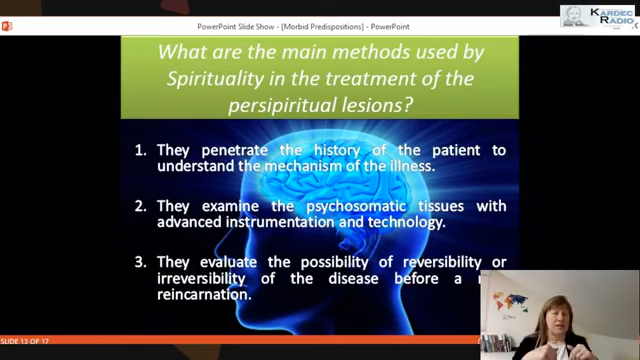 PowerPoint Slide Show - [Morbid Predispositions] - PowerPoint
KARDEC
RADIO
What are the main methods used by
Spirtuality in the treatment of the
persipiritual lesions?
1. They penetrate the history of the patient to
understand the mechanism of the illness.
2. They examine the psychosomatic tissues with
advanced instrumentation and technology.
3. They evaluate the possibility of reversibility or
irreversibility of the disease before a
reincarnation.
SLIDE 13 OF 17